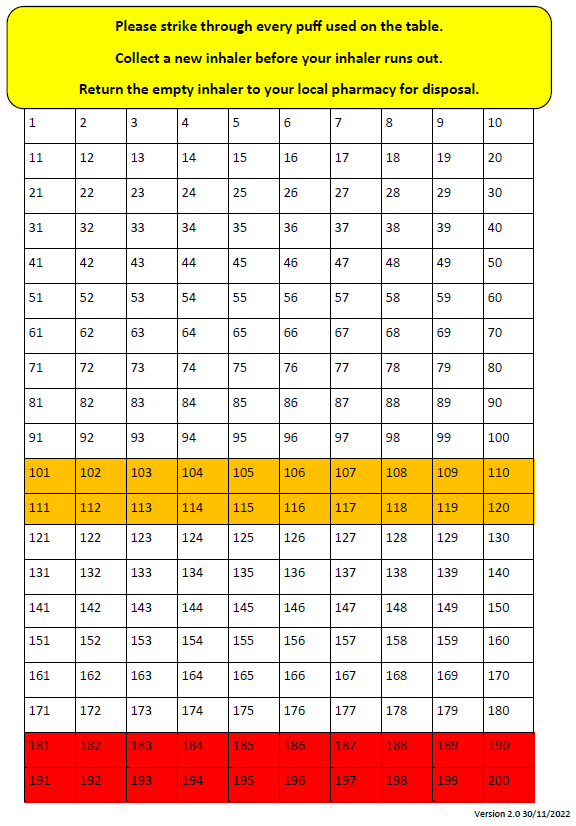 Please strike through every puff used on the table.
Collect a new inhaler before your inhaler runs out.
Return the empty inhaler to your local pharmacy for disposal.
1 2 3 4 5 6 7 8 9 10
11 12 13 14 15 16 17 18 19 20
21 22 23 24 25 26 27 28 29 30
31 32 33 34 35 36 37 38 39 40
41 42 43 44 45 46 47 48 49 50
51 52 53 54 55 56 57 58 59 60
61 62 63 64 65 66 67 68 69 70
71 72 73 74 75 76 77 78 79 80
81 82 83 84 85 86 87 88 89 90
91 92 93 94 95 96 97 98 99 100
101 102 103 104 105 106 107 108 109 110
111 112 113 114 115 116 117 118 119 120
121 122 123 124 125 126 127 128 129 130
131 132 133 134 135 136 137 138 139 140
141 142 143 144 145 146 147 148 149 150
151 152 153 154 155 156 157 158 159 160
161 162 163 164 165 166 167 168 169 170
171 172 173 174 175 176 177 178 179 180
181 182 183 184 185 186 187 188 189 190
191 192 193 194 195 196 197 198 199 200
Version 2.0 30/11/2022